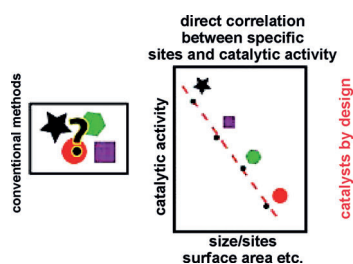 direct correlation
between specific
sites and catalytic activity
conventional methods
?
catalytic activity
catalysts by design
size/sites
surface area etc.